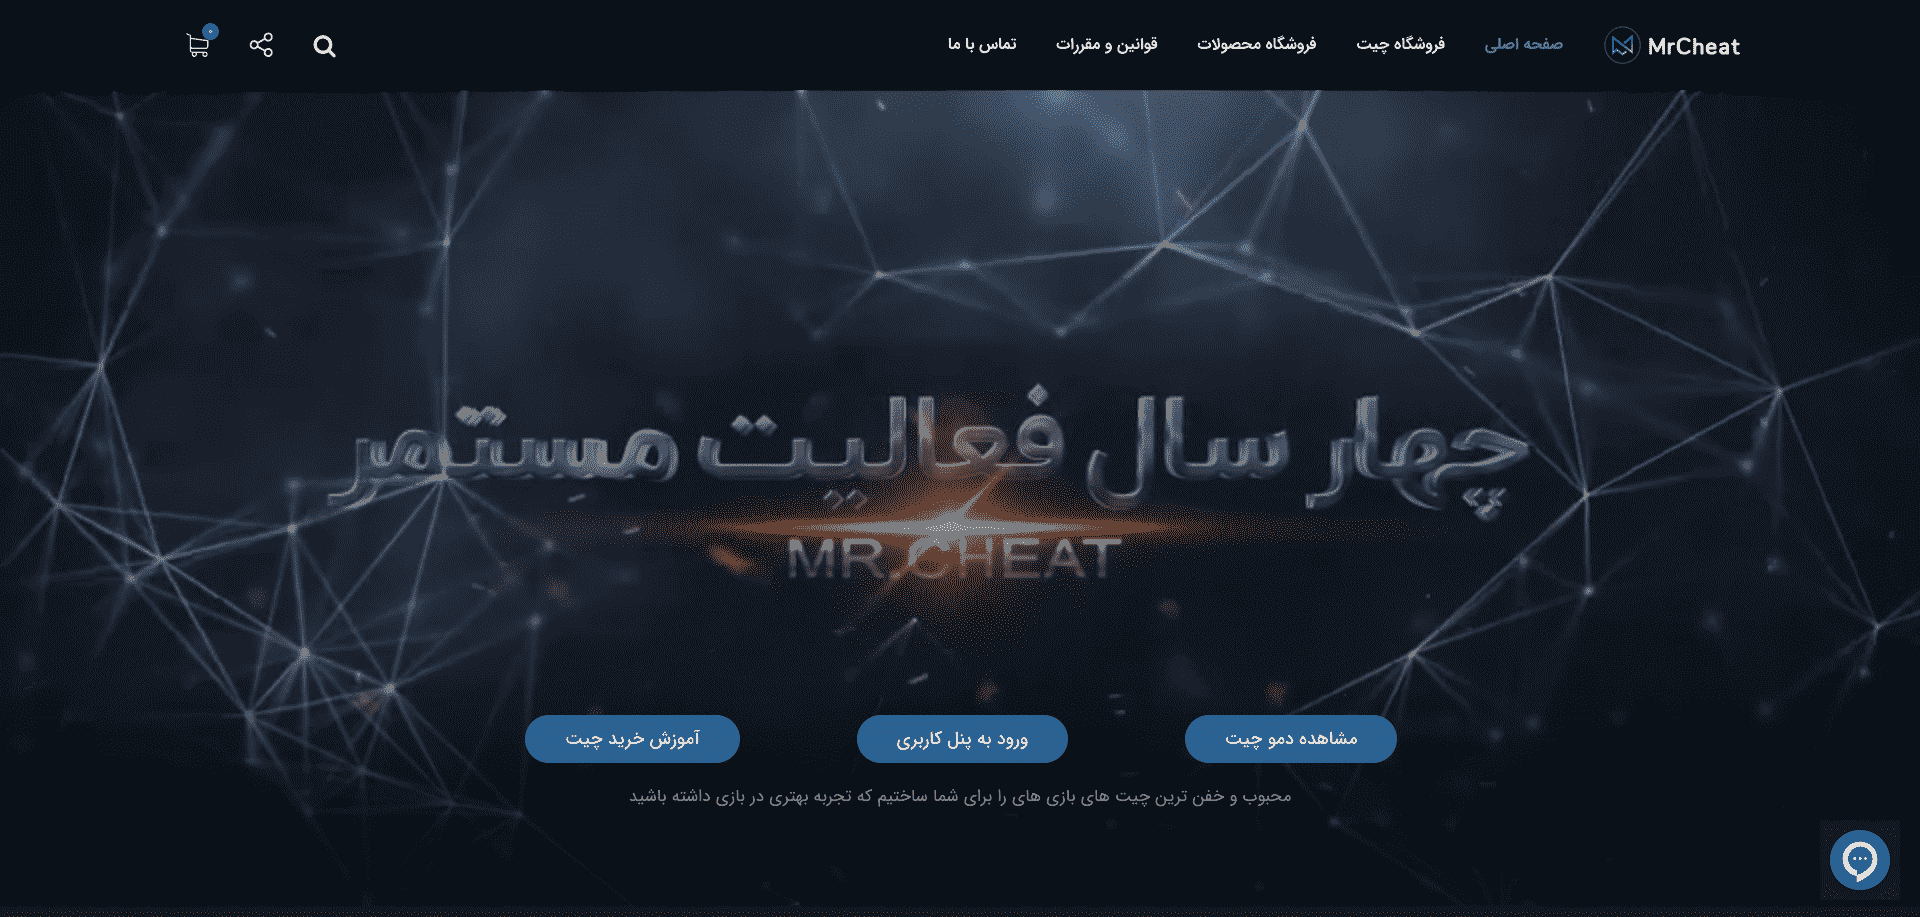 MrCheat
صفحه اصلی
فروشگاه چیت
فروشگاه محصولات
قوانین و مقررات
تماس با ما
۰
چهار سال فعالیت مستمر
MR.CHEAT
مشاهده دمو چیت
ورود به پنل کاربری
آموزش خرید چیت
محبوب و خفن ترین چیت های بازی های را برای شما ساختیم که تجربه بهتری در بازی داشته باشید